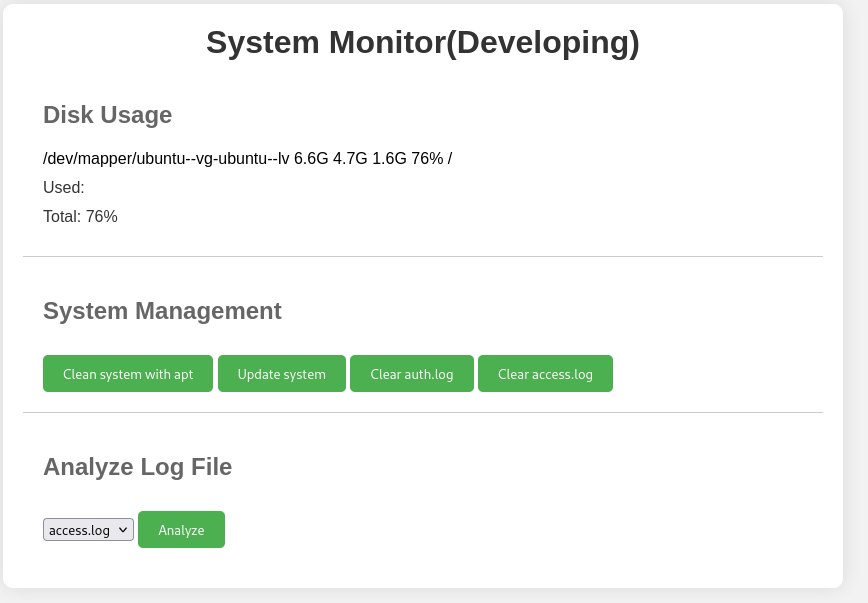 System Monitor(Developing)
Disk Usage
/dev/mapper/ubuntu--vg-ubuntu--lv 6.6G 4.7G 1.6G 76% /
Used:
Total: 76%
System Management
Clean system with apt Update system Clear auth.log Clear access.log
Analyze Log File
access.log Analyze